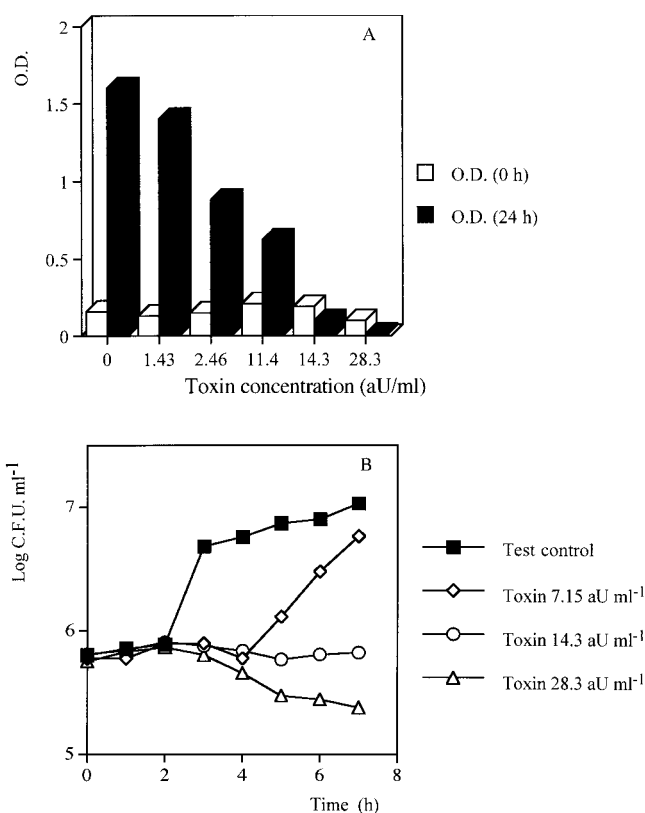 A
O.D.
2
1.5
1
0.5
0
0 1.43 2.46 11.4 14.3 28.3
Toxin concentration (aU/ml)
O.D. (0 h)
O.D. (24 h)
B
Log C.F.U. ml-1
7
6
5
0 2 4 6 8
Time (h)
Test control
Toxin 7.15 aU ml-1
Toxin 14.3 aU ml-1
Toxin 28.3 aU ml-1